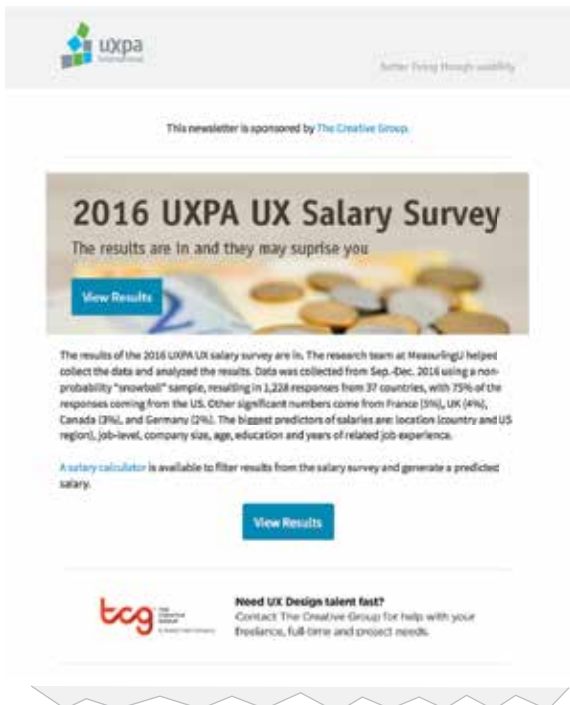 uxpa
international
better living though usability
This newsletter is sponsored by The Creative Group.
2016 UXPA UX Salary Survey
The results are in and they may suprise you
View Results
The results of the 2016 UXPA UX salary survey are in. The research team at MeasuringU helped
collect the data and analyzed the results. Data was collected from Sep.-Dec. 2016 using a non-
probability "snowball" sample, resulting in 1,228 responses from 37 countries, with 75% of the
responses coming from the US. Other significant numbers come from France (5%), UK (4%),
Canada (3%), and Germany (2%). The biggest predictors of salaries are: location (country and US
region), job-level, company size, age, education and years of related job experience.
A salary calculator is available to filter results from the salary survey and generate a predicted
salary.
View Results
tcg
THE
CREATIVE
GROUP
Need UX Design talent fast?
Contact The Creative Group for help with your
freelance, full-time and project needs.